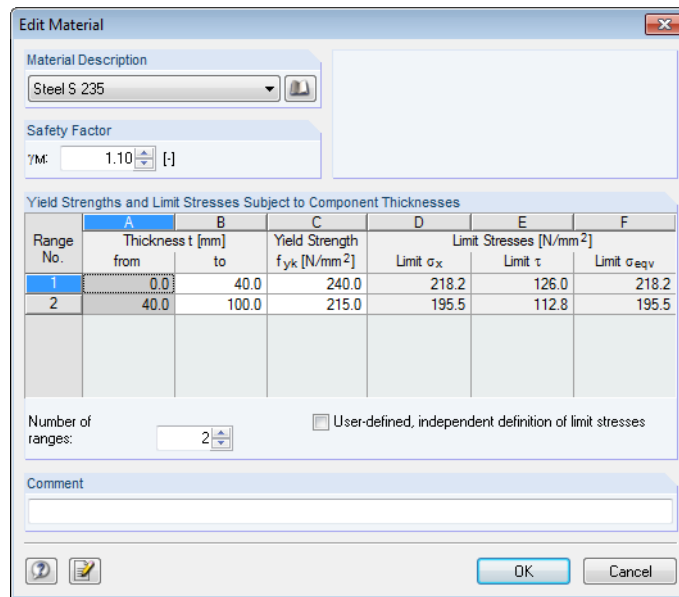 Edit Material
Material Description
Steel S 235
Safety Factor
γM: 1.10 [-]
Yield Strengths and Limit Stresses Subject to Component Thicknesses
A B C D E F
Range Thickness t [mm] Yield Strength Limit Stresses [N/mm²]
No. from to fyk [N/mm²] Limit σx Limit τ Limit σeqv
1 0.0 40.0 240.0 218.2 126.0 218.2
2 40.0 100.0 215.0 195.5 112.8 195.5
Number of
ranges: 2 User-defined, independent definition of limit stresses
Comment
OK Cancel